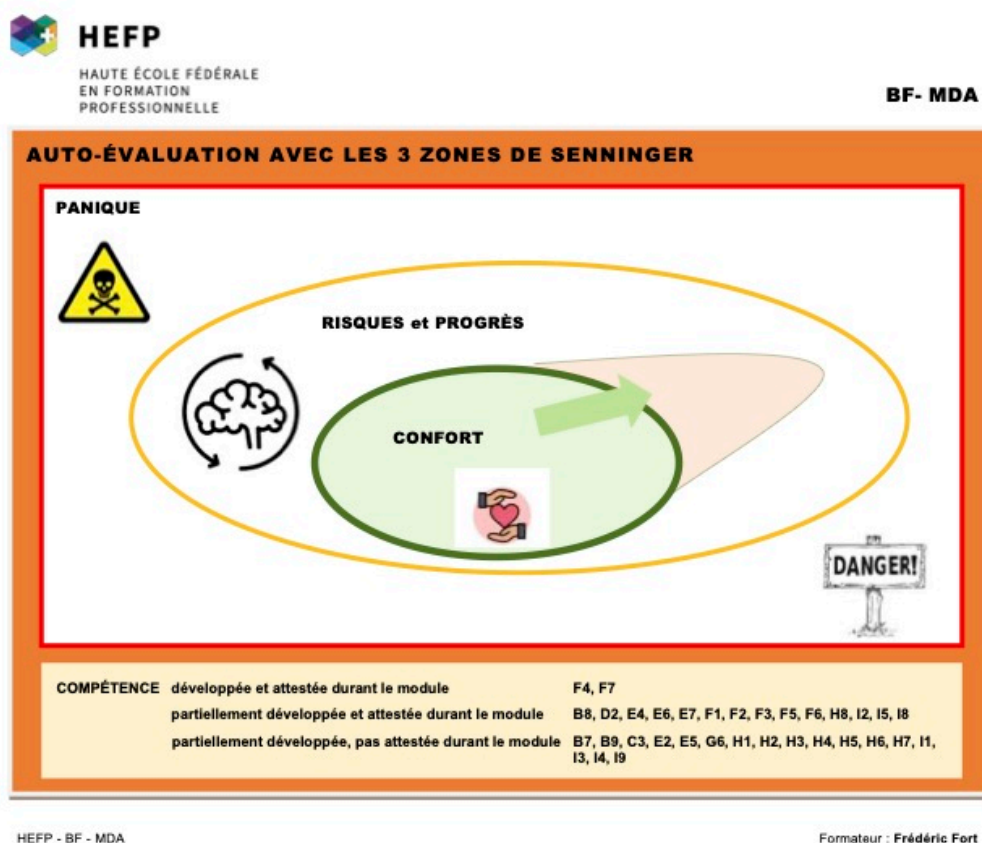 HEFP
HAUTE ÉCOLE FÉDÉRALE
EN FORMATION
PROFESSIONNELLE
BF- MDA
AUTO-ÉVALUATION AVEC LES 3 ZONES DE SENNINGER
PANIQUE
RISQUES et PROGRÈS
CONFORT
DANGER!
COMPÉTENCE développée et attestée durant le module F4, F7
partiellement développée et attestée durant le module B8, D2, E4, E6, E7, F1, F2, F3, F5, F6, H8, I2, I5, I8
partiellement développée, pas attestée durant le module B7, B9, C3, E2, E5, G6, H1, H2, H3, H4, H5, H6, H7, I1,
I3, I4, I9
HEFP - BF - MDA
Formateur : Frédéric Fort